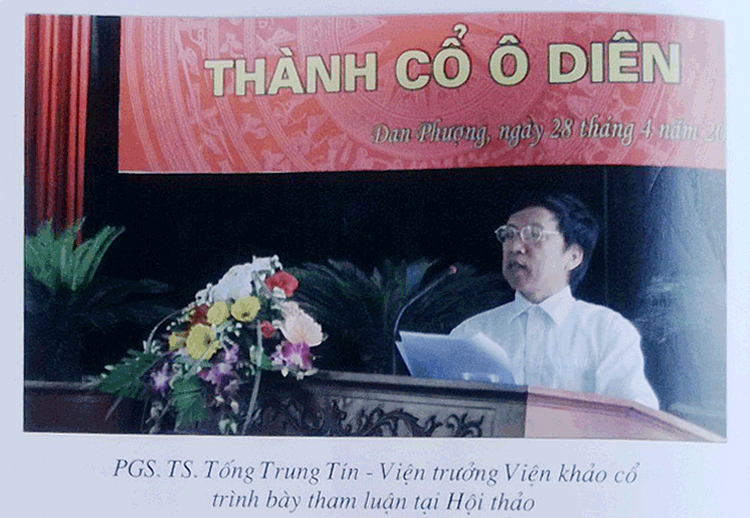 THÀNH CỔ Ô DIÊN
Đan Phượng, ngày 28 tháng 4 năm 20
PGS. TS. Tống Trung Tín - Viện trưởng Viện khảo cổ
trình bày tham luận tại Hội thảo